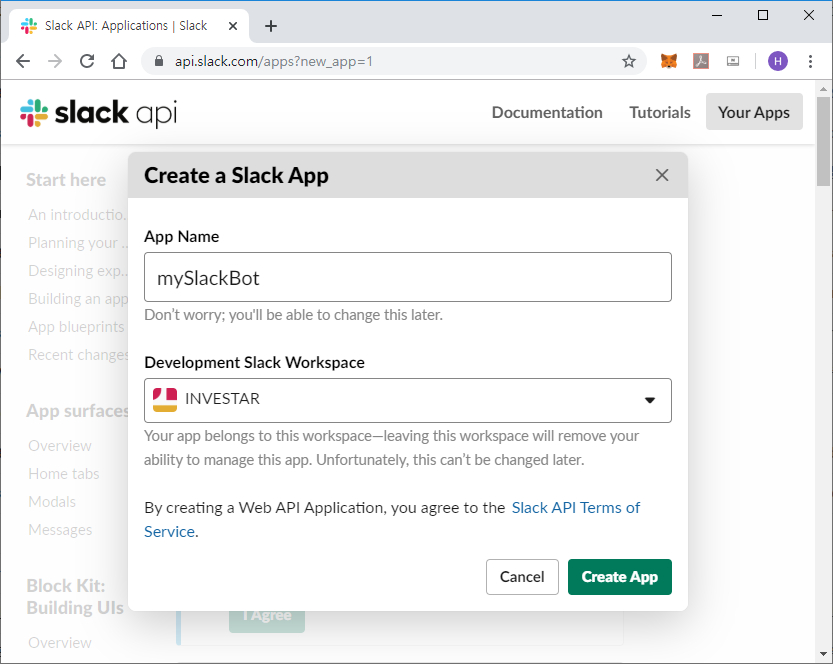 Slack API: Applications | Slack
api.slack.com/apps?new_app=1
H
slack api
Documentation
Tutorials
Your Apps
Start here
An introductio...
Planning your ...
Designing exp...
Building an app
App blueprints
Recent changes
App surfaces
Overview
Home tabs
Modals
Messages
Block Kit:
Building UIs
Overview
Create a Slack App
App Name
mySlackBot
Don't worry; you'll be able to change this later.
Development Slack Workspace
INVESTAR
Your app belongs to this workspace—leaving this workspace will remove your
ability to manage this app. Unfortunately, this can't be changed later.
By creating a Web API Application, you agree to the Slack API Terms of
Service.
Cancel
Create App
I Agree